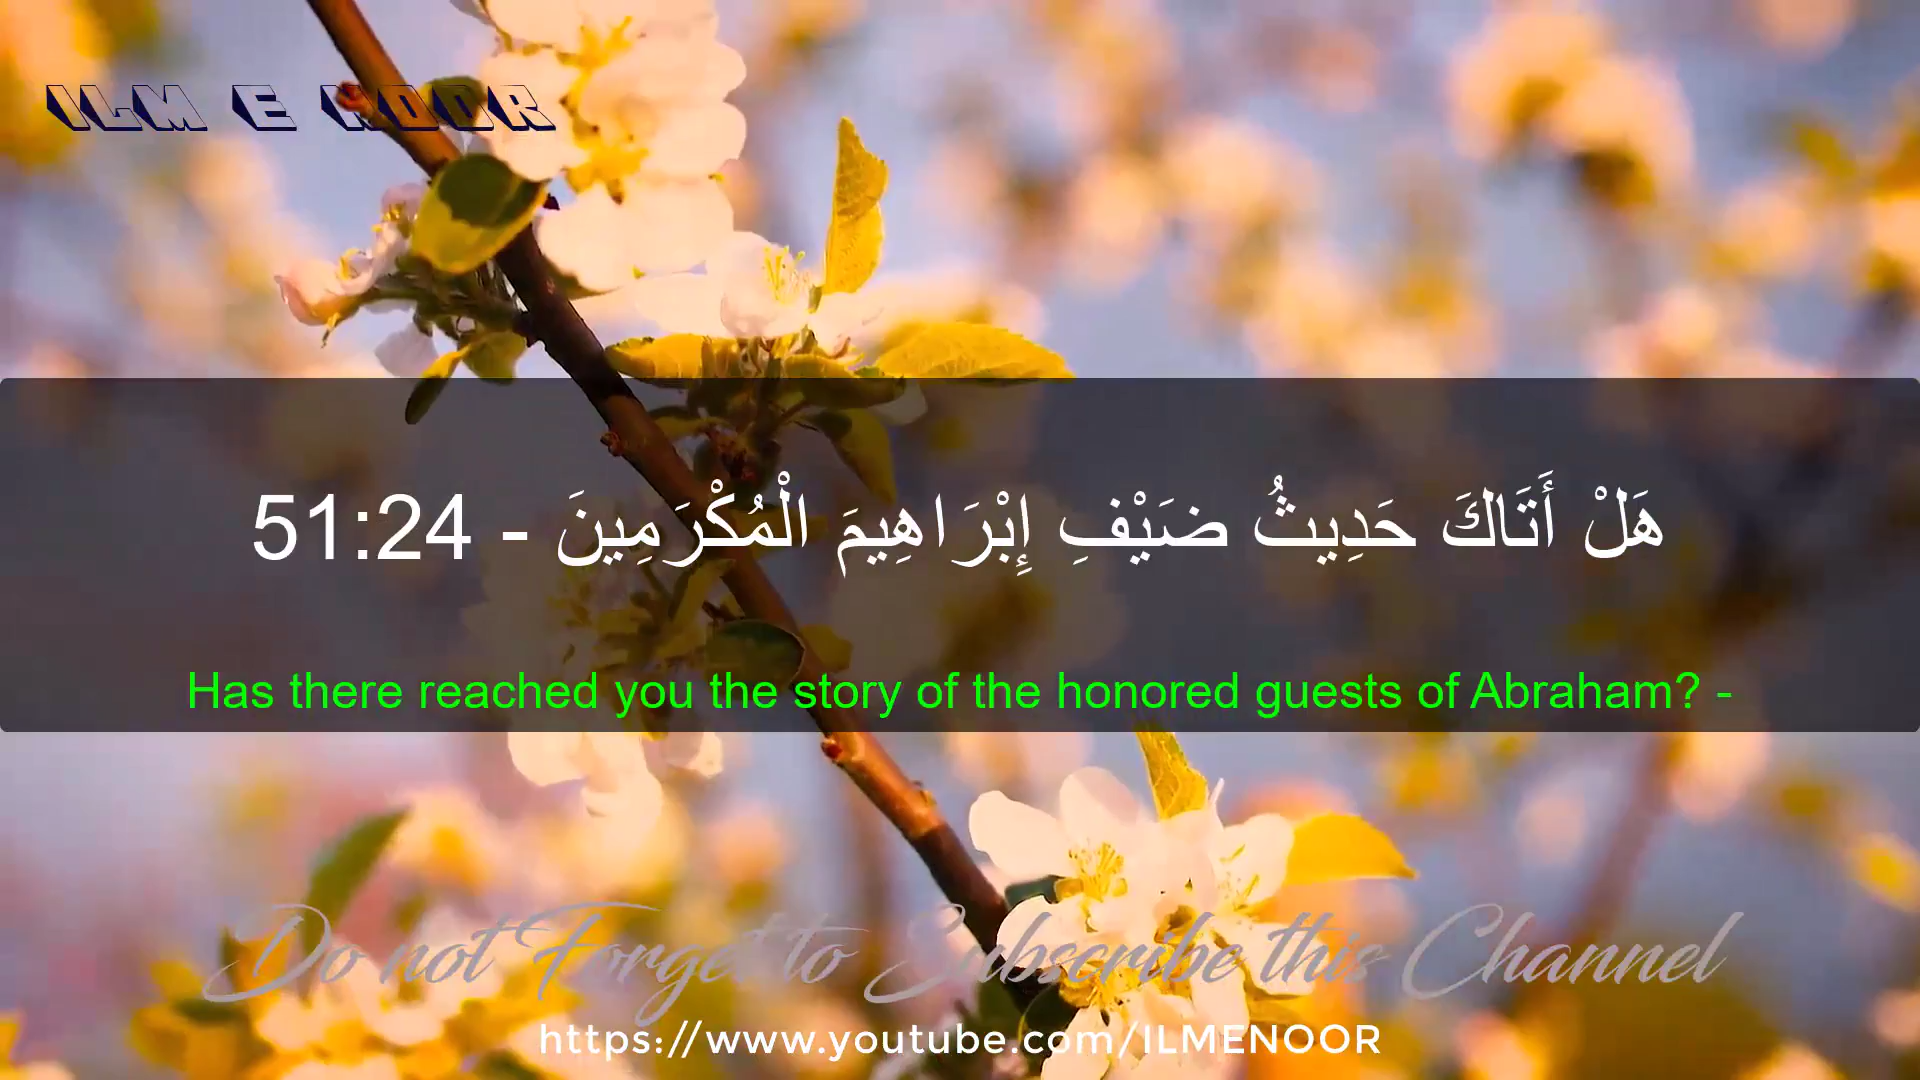 ILM E NOOR
هَلْ أَتَاكَ حَدِيثُ ضَيْفِ إِبْرَاهِيمَ الْمُكْرَمِينَ - 51:24
Has there reached you the story of the honored guests of Abraham? -
Do not Forget to Subscribe this Channel
https://www.youtube.com/ILMENOOR